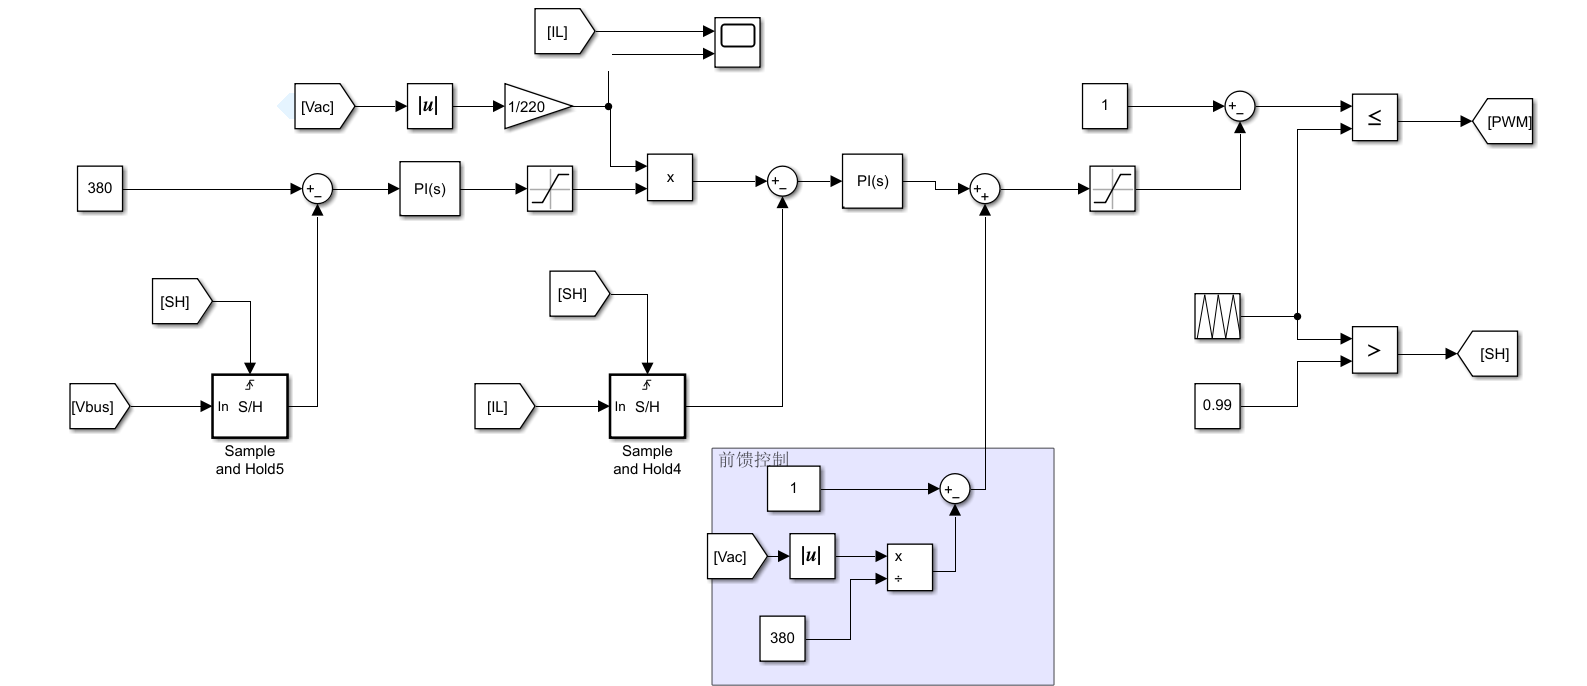 [IL]
[Vac]
|u|
1/220
1
≤
[PWM]
380
+
−
PI(s)
x
+
−
PI(s)
+
+
+
−
[SH]
[SH]
>
[SH]
[Vbus]
In S/H
[IL]
In S/H
0.99
Sample
and Hold5
Sample
and Hold4
前馈控制
1
+
−
[Vac]
|u|
x
÷
380